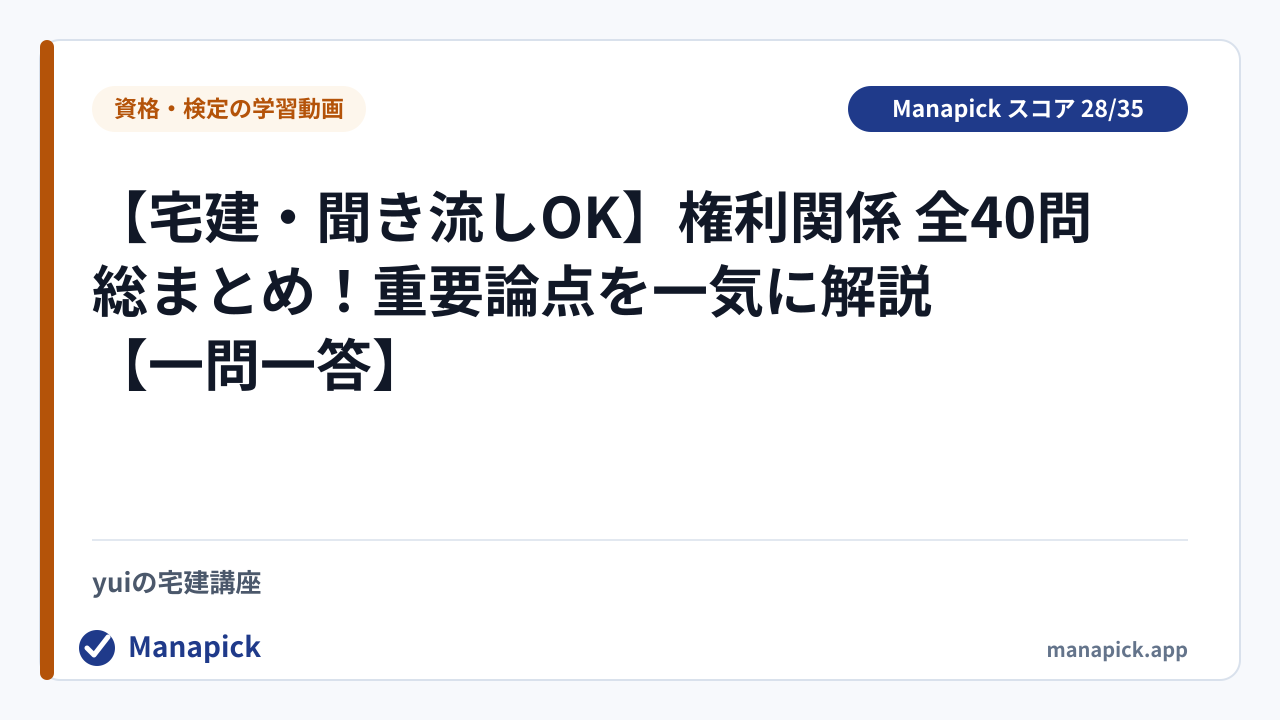 資格・検定の学習動画
Manapick スコア 28/35
【宅建・聞き流しOK】権利関係 全40問
総まとめ！重要論点を一気に解説
【一問一答】
yuiの宅建講座
Manapick
manapick.app